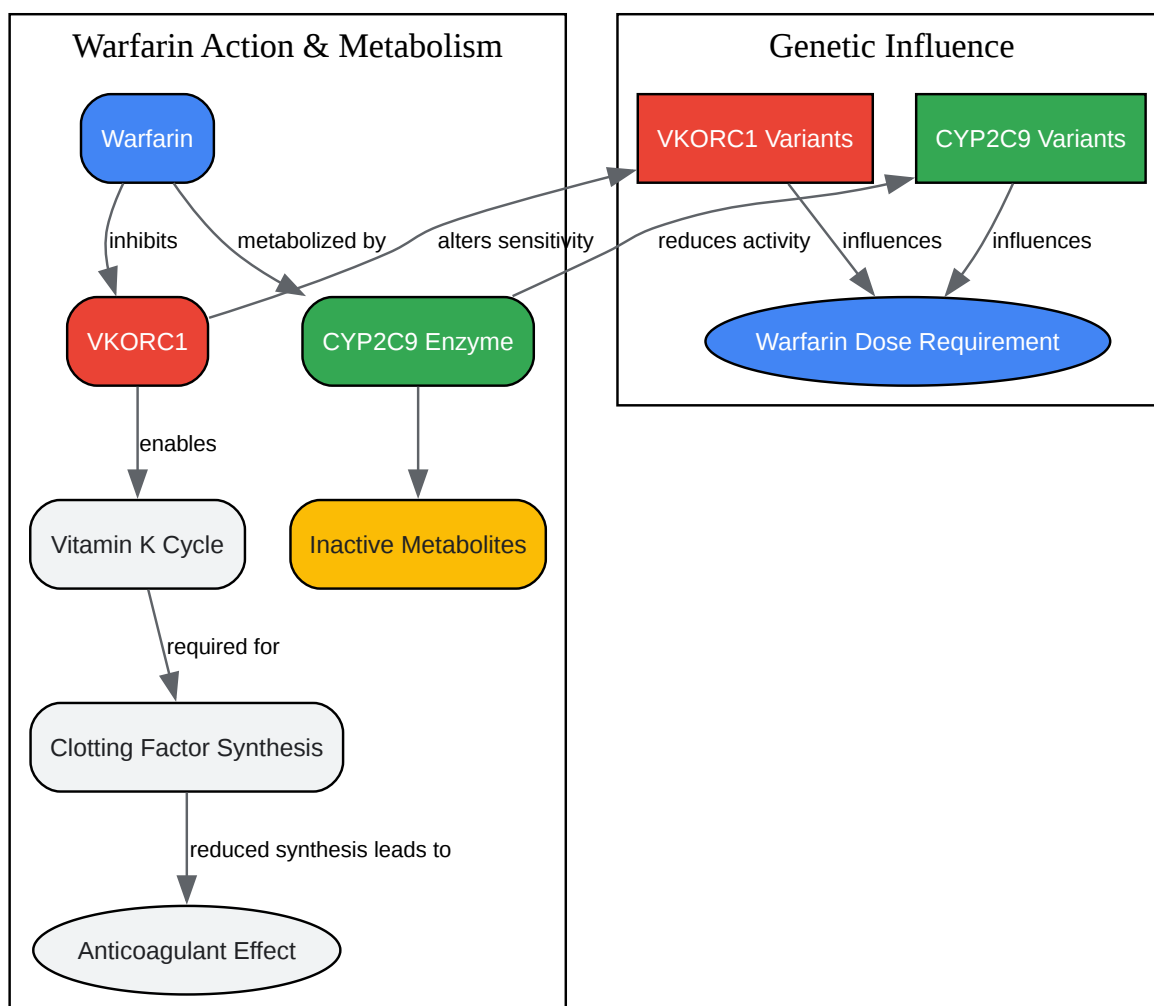 Warfarin Action & Metabolism
Genetic Influence
Warfarin
VKORC1 Variants
CYP2C9 Variants
inhibits
metabolized by
alters sensitivity
reduces activity
influences
influences
VKORC1
CYP2C9 Enzyme
Warfarin Dose Requirement
enables
Vitamin K Cycle
Inactive Metabolites
required for
Clotting Factor Synthesis
reduced synthesis leads to
Anticoagulant Effect